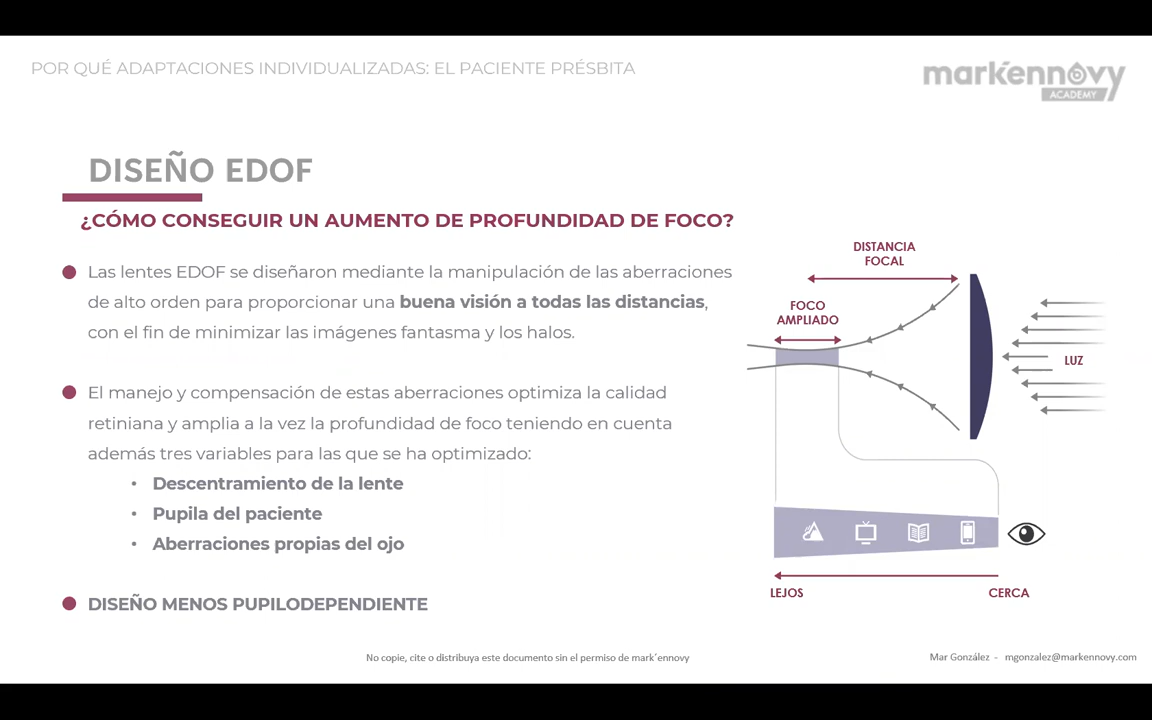 POR QUÉ ADAPTACIONES INDIVIDUALIZADAS: EL PACIENTE PRÉSBITA
mark´ennovy
ACADEMY
DISEÑO EDOF
¿CÓMO CONSEGUIR UN AUMENTO DE PROFUNDIDAD DE FOCO?
Las lentes EDOF se diseñaron mediante la manipulación de las aberraciones
de alto orden para proporcionar una buena visión a todas las distancias,
con el fin de minimizar las imágenes fantasma y los halos.
El manejo y compensación de estas aberraciones optimiza la calidad
retiniana y amplia a la vez la profundidad de foco teniendo en cuenta
además tres variables para las que se ha optimizado:
• Descentramiento de la lente
• Pupila del paciente
• Aberraciones propias del ojo
DISEÑO MENOS PUPILODEPENDIENTE
DISTANCIA
FOCAL
FOCO
AMPLIADO
LUZ
LEJOS
CERCA
No copie, cite o distribuya este documento sin el permiso de mark´ennovy
Mar González - mgonzalez@markennovy.com